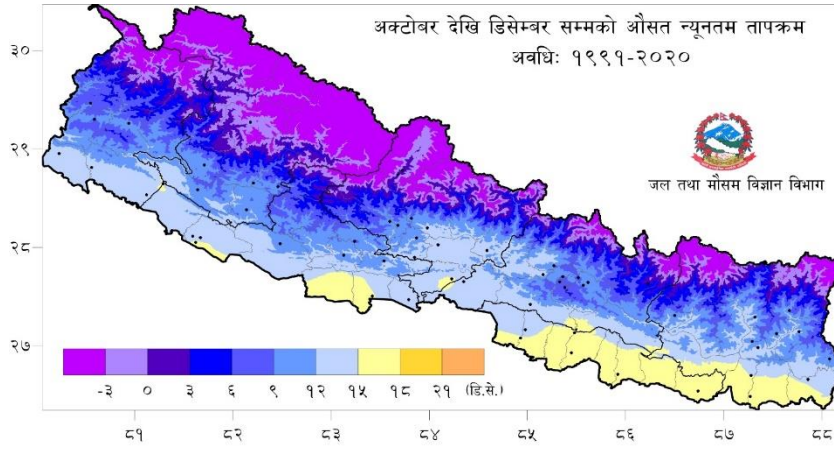 अक्टोबर देखि डिसेम्बर सम्मको औसत न्यूनतम तापक्रम
अवधिः १९९१-२०२०
जल तथा मौसम विज्ञान विभाग
३०
२९
२८
२७
-३ ० ३ ६ ९ १२ १५ १८ २१ (डि.से.)
८१ ८२ ८३ ८४ ८५ ८६ ८७ ८८